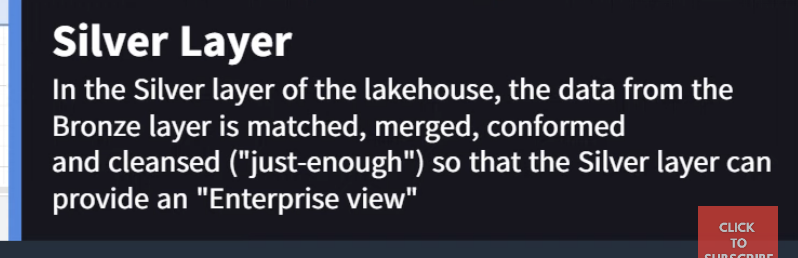 Silver Layer
In the Silver layer of the lakehouse, the data from the
Bronze layer is matched, merged, conformed
and cleansed ("just-enough") so that the Silver layer can
provide an "Enterprise view"
CLICK
TO
SUBSCRIBE